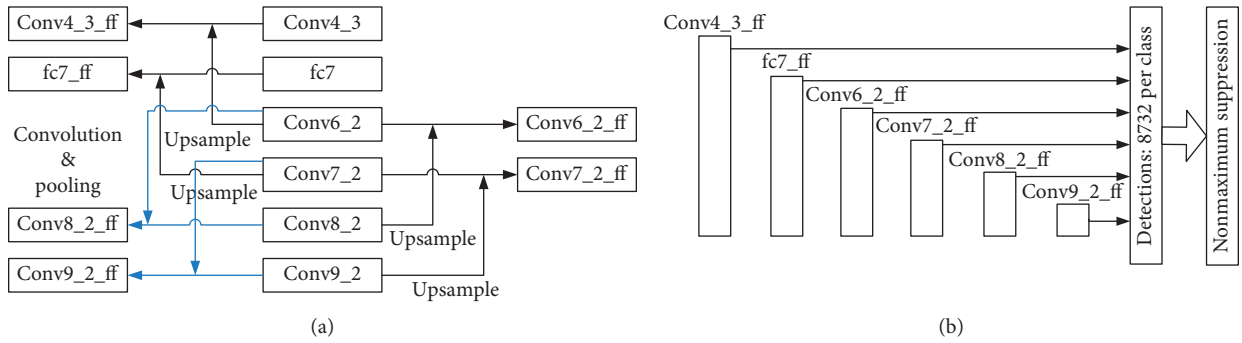 Conv4_3_ff
Conv4_3
fc7_ff
fc7
Conv6_2
Conv6_2_ff
Upsample
Convolution
&
pooling
Conv7_2
Conv7_2_ff
Upsample
Conv8_2_ff
Conv8_2
Upsample
Conv9_2_ff
Conv9_2
Upsample
(a)
Conv4_3_ff
fc7_ff
Conv6_2_ff
Conv7_2_ff
Conv8_2_ff
Conv9_2_ff
Detections: 8732 per class
Nonmaximum suppression
(b)